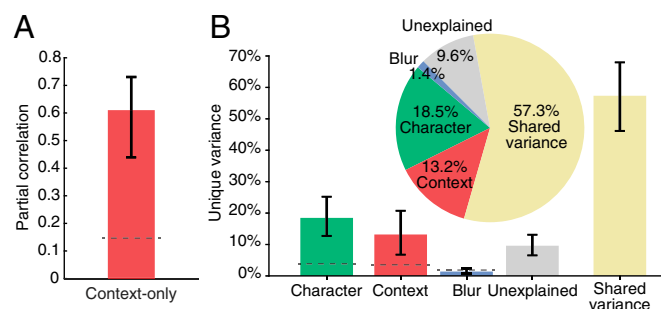 A
Partial correlation
0.8
0.7
0.6
0.5
0.4
0.3
0.2
0.1
0
Context-only
B
Unique variance
70%
60%
50%
40%
30%
20%
10%
0%
Unexplained
9.6%
Blur
1.4%
18.5%
Character
13.2%
Context
57.3%
Shared
variance
Character
Context
Blur
Unexplained
Shared
variance